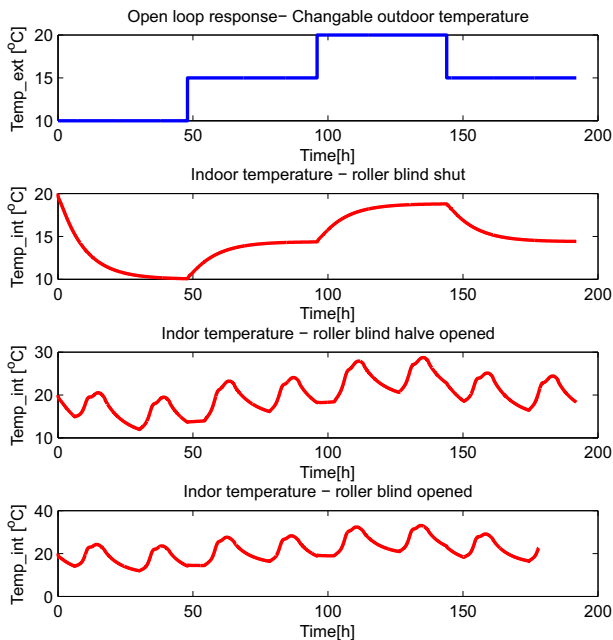 Open loop response− Changable outdoor temperature
Temp_ext [°C]
20
15
10
0 50 100 150 200
Time[h]
Indoor temperature − roller blind shut
Temp_int [°C]
20
15
10
0 50 100 150 200
Time[h]
Indor temperature − roller blind halve opened
Temp_int [°C]
30
20
10
0 50 100 150 200
Time[h]
Indor temperature − roller blind opened
Temp_int [°C]
40
20
0
0 50 100 150 200
Time[h]